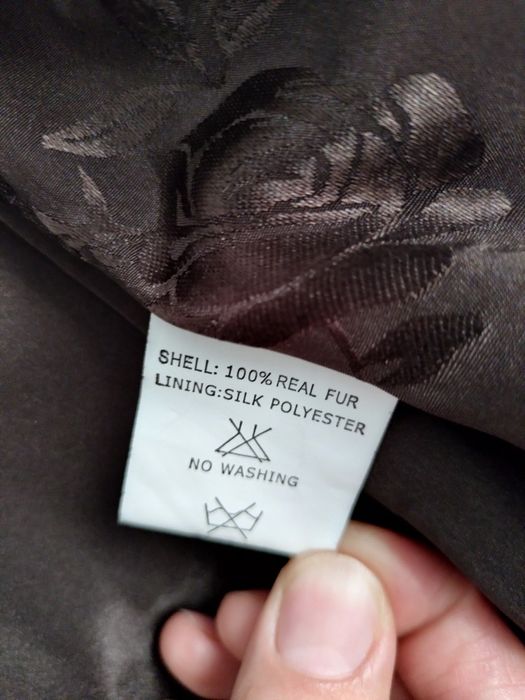 SHELL: 100% REAL FUR
LINING:SILK POLYESTER
NO WASHING